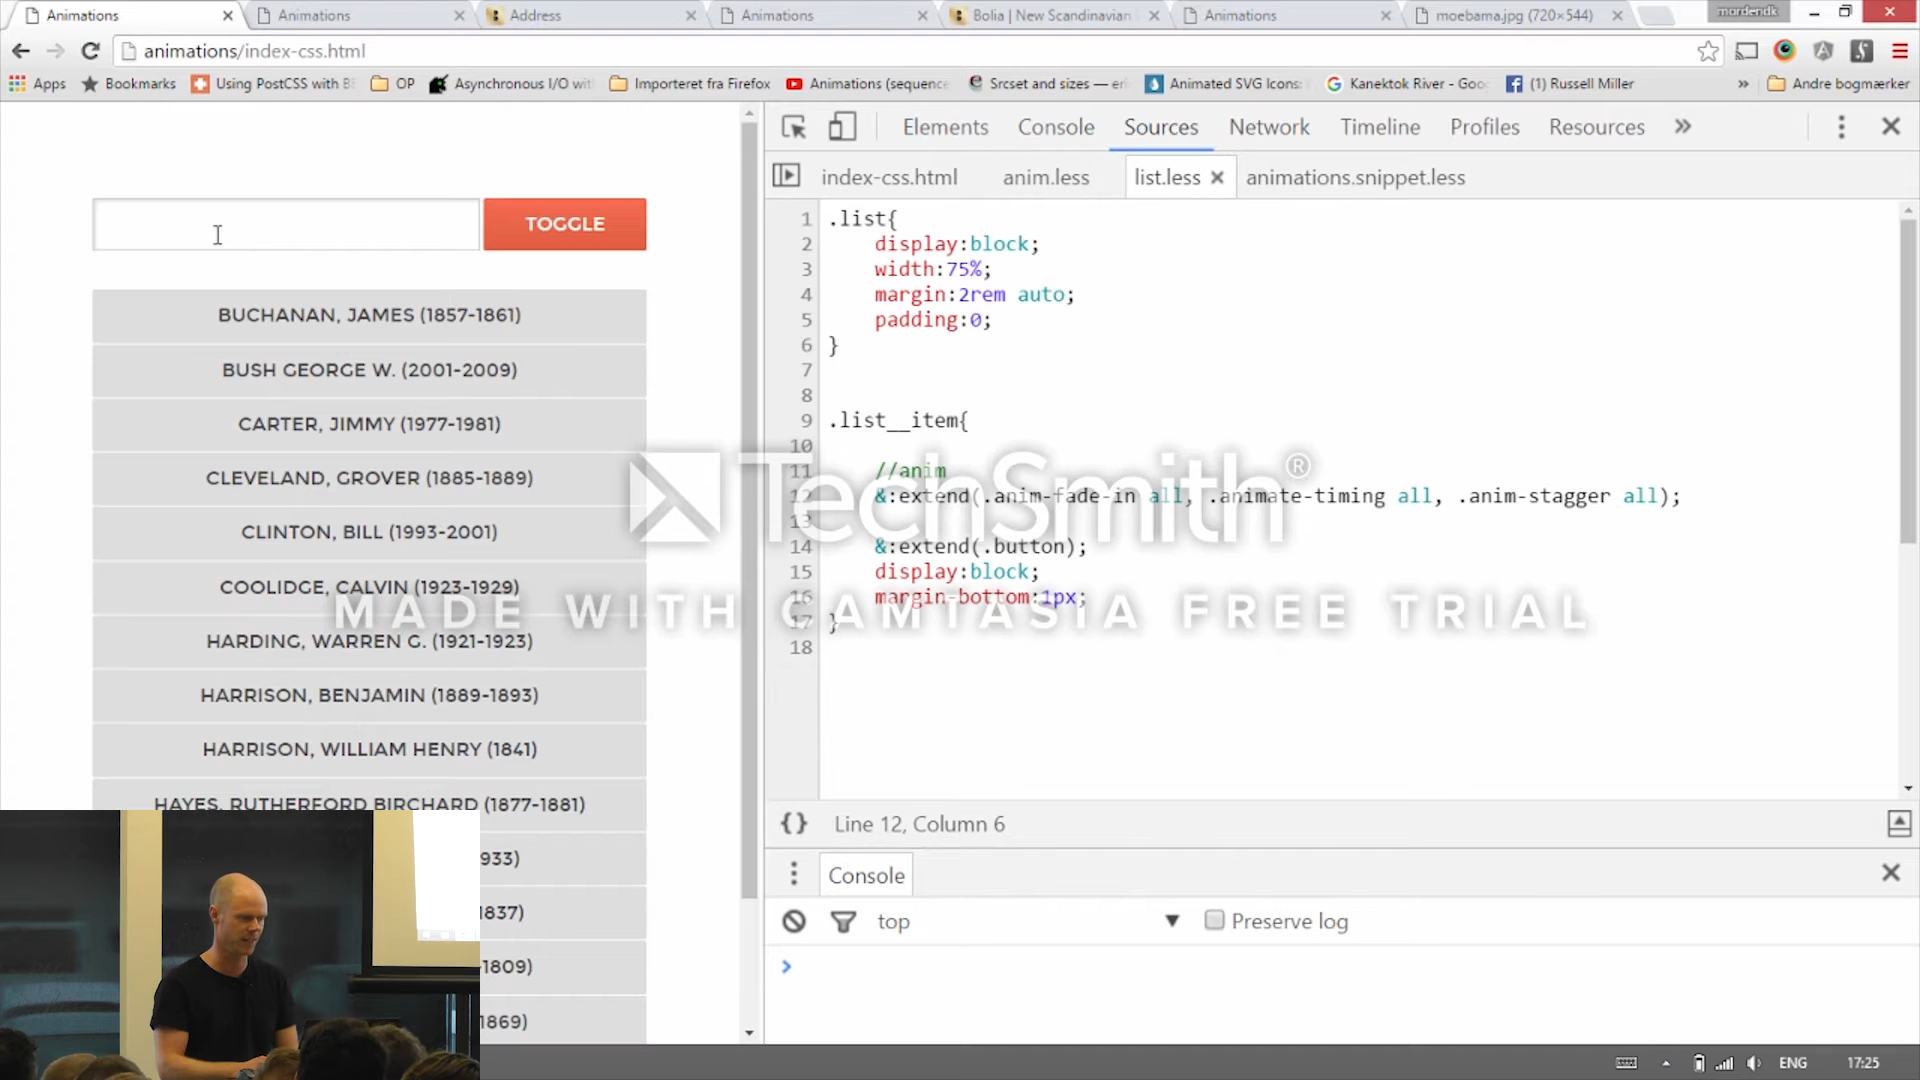 Animations
Animations
Address
Animations
Bolia | New Scandinavian
Animations
moebama.jpg (720×544)
mordendk
animations/index-css.html
Apps
Bookmarks
Using PostCSS with B
OP
Asynchronous I/O wit
Importeret fra Firefox
Animations (sequence
Srcset and sizes — eri
Animated SVG Icons:
Kanektok River - Goo
(1) Russell Miller
»
Andre bogmærker
TOGGLE
BUCHANAN, JAMES (1857-1861)
BUSH GEORGE W. (2001-2009)
CARTER, JIMMY (1977-1981)
CLEVELAND, GROVER (1885-1889)
CLINTON, BILL (1993-2001)
COOLIDGE, CALVIN (1923-1929)
HARDING, WARREN G. (1921-1923)
HARRISON, BENJAMIN (1889-1893)
HARRISON, WILLIAM HENRY (1841)
HAYES, RUTHERFORD BIRCHARD (1877-1881)
933)
1837)
-1809)
1869)
Elements
Console
Sources
Network
Timeline
Profiles
Resources
»
index-css.html
anim.less
list.less
animations.snippet.less
1 .list{
2 display:block;
3 width:75%;
4 margin:2rem auto;
5 padding:0;
6 }
7
8
9 .list__item{
10
11 //anim
12 &:extend(.anim-fade-in all, .animate-timing all, .anim-stagger all);
13
14 &:extend(.button);
15 display:block;
16 margin-bottom:1px;
17 }
18
TechSmith®
MADE WITH CAMTASIA FREE TRIAL
{} Line 12, Column 6
Console
top
Preserve log
>
ENG
17:25